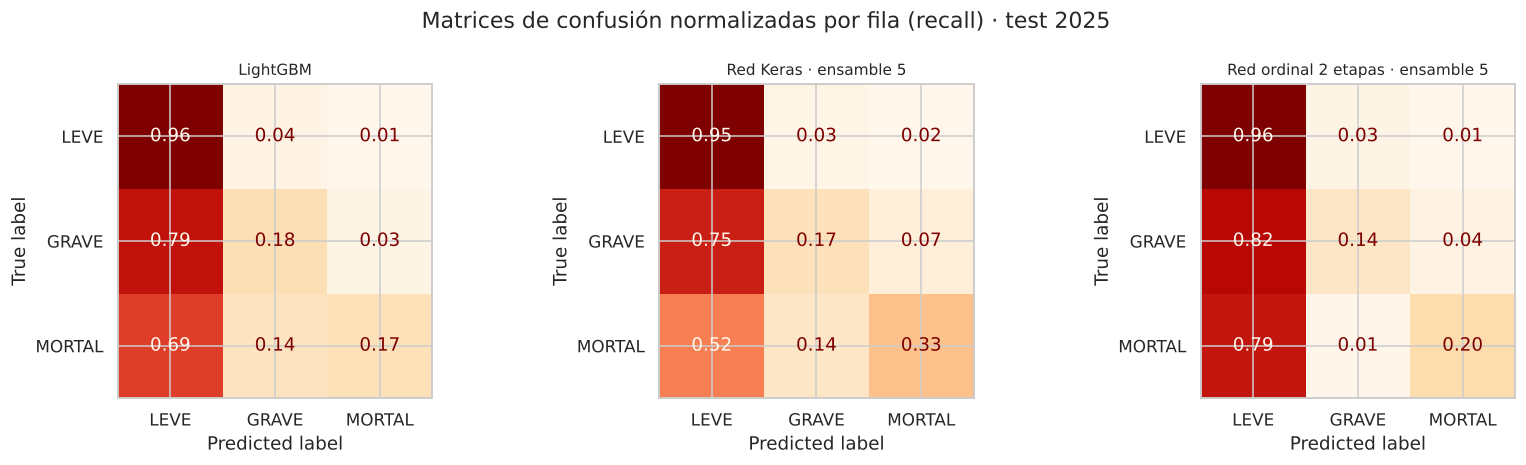 Matrices de confusión normalizadas por fila (recall) · test 2025
LightGBM
True label
LEVE
0.96 0.04 0.01
GRAVE
0.79 0.18 0.03
MORTAL
0.69 0.14 0.17
LEVE GRAVE MORTAL
Predicted label
Red Keras · ensamble 5
True label
LEVE
0.95 0.03 0.02
GRAVE
0.75 0.17 0.07
MORTAL
0.52 0.14 0.33
LEVE GRAVE MORTAL
Predicted label
Red ordinal 2 etapas · ensamble 5
True label
LEVE
0.96 0.03 0.01
GRAVE
0.82 0.14 0.04
MORTAL
0.79 0.01 0.20
LEVE GRAVE MORTAL
Predicted label